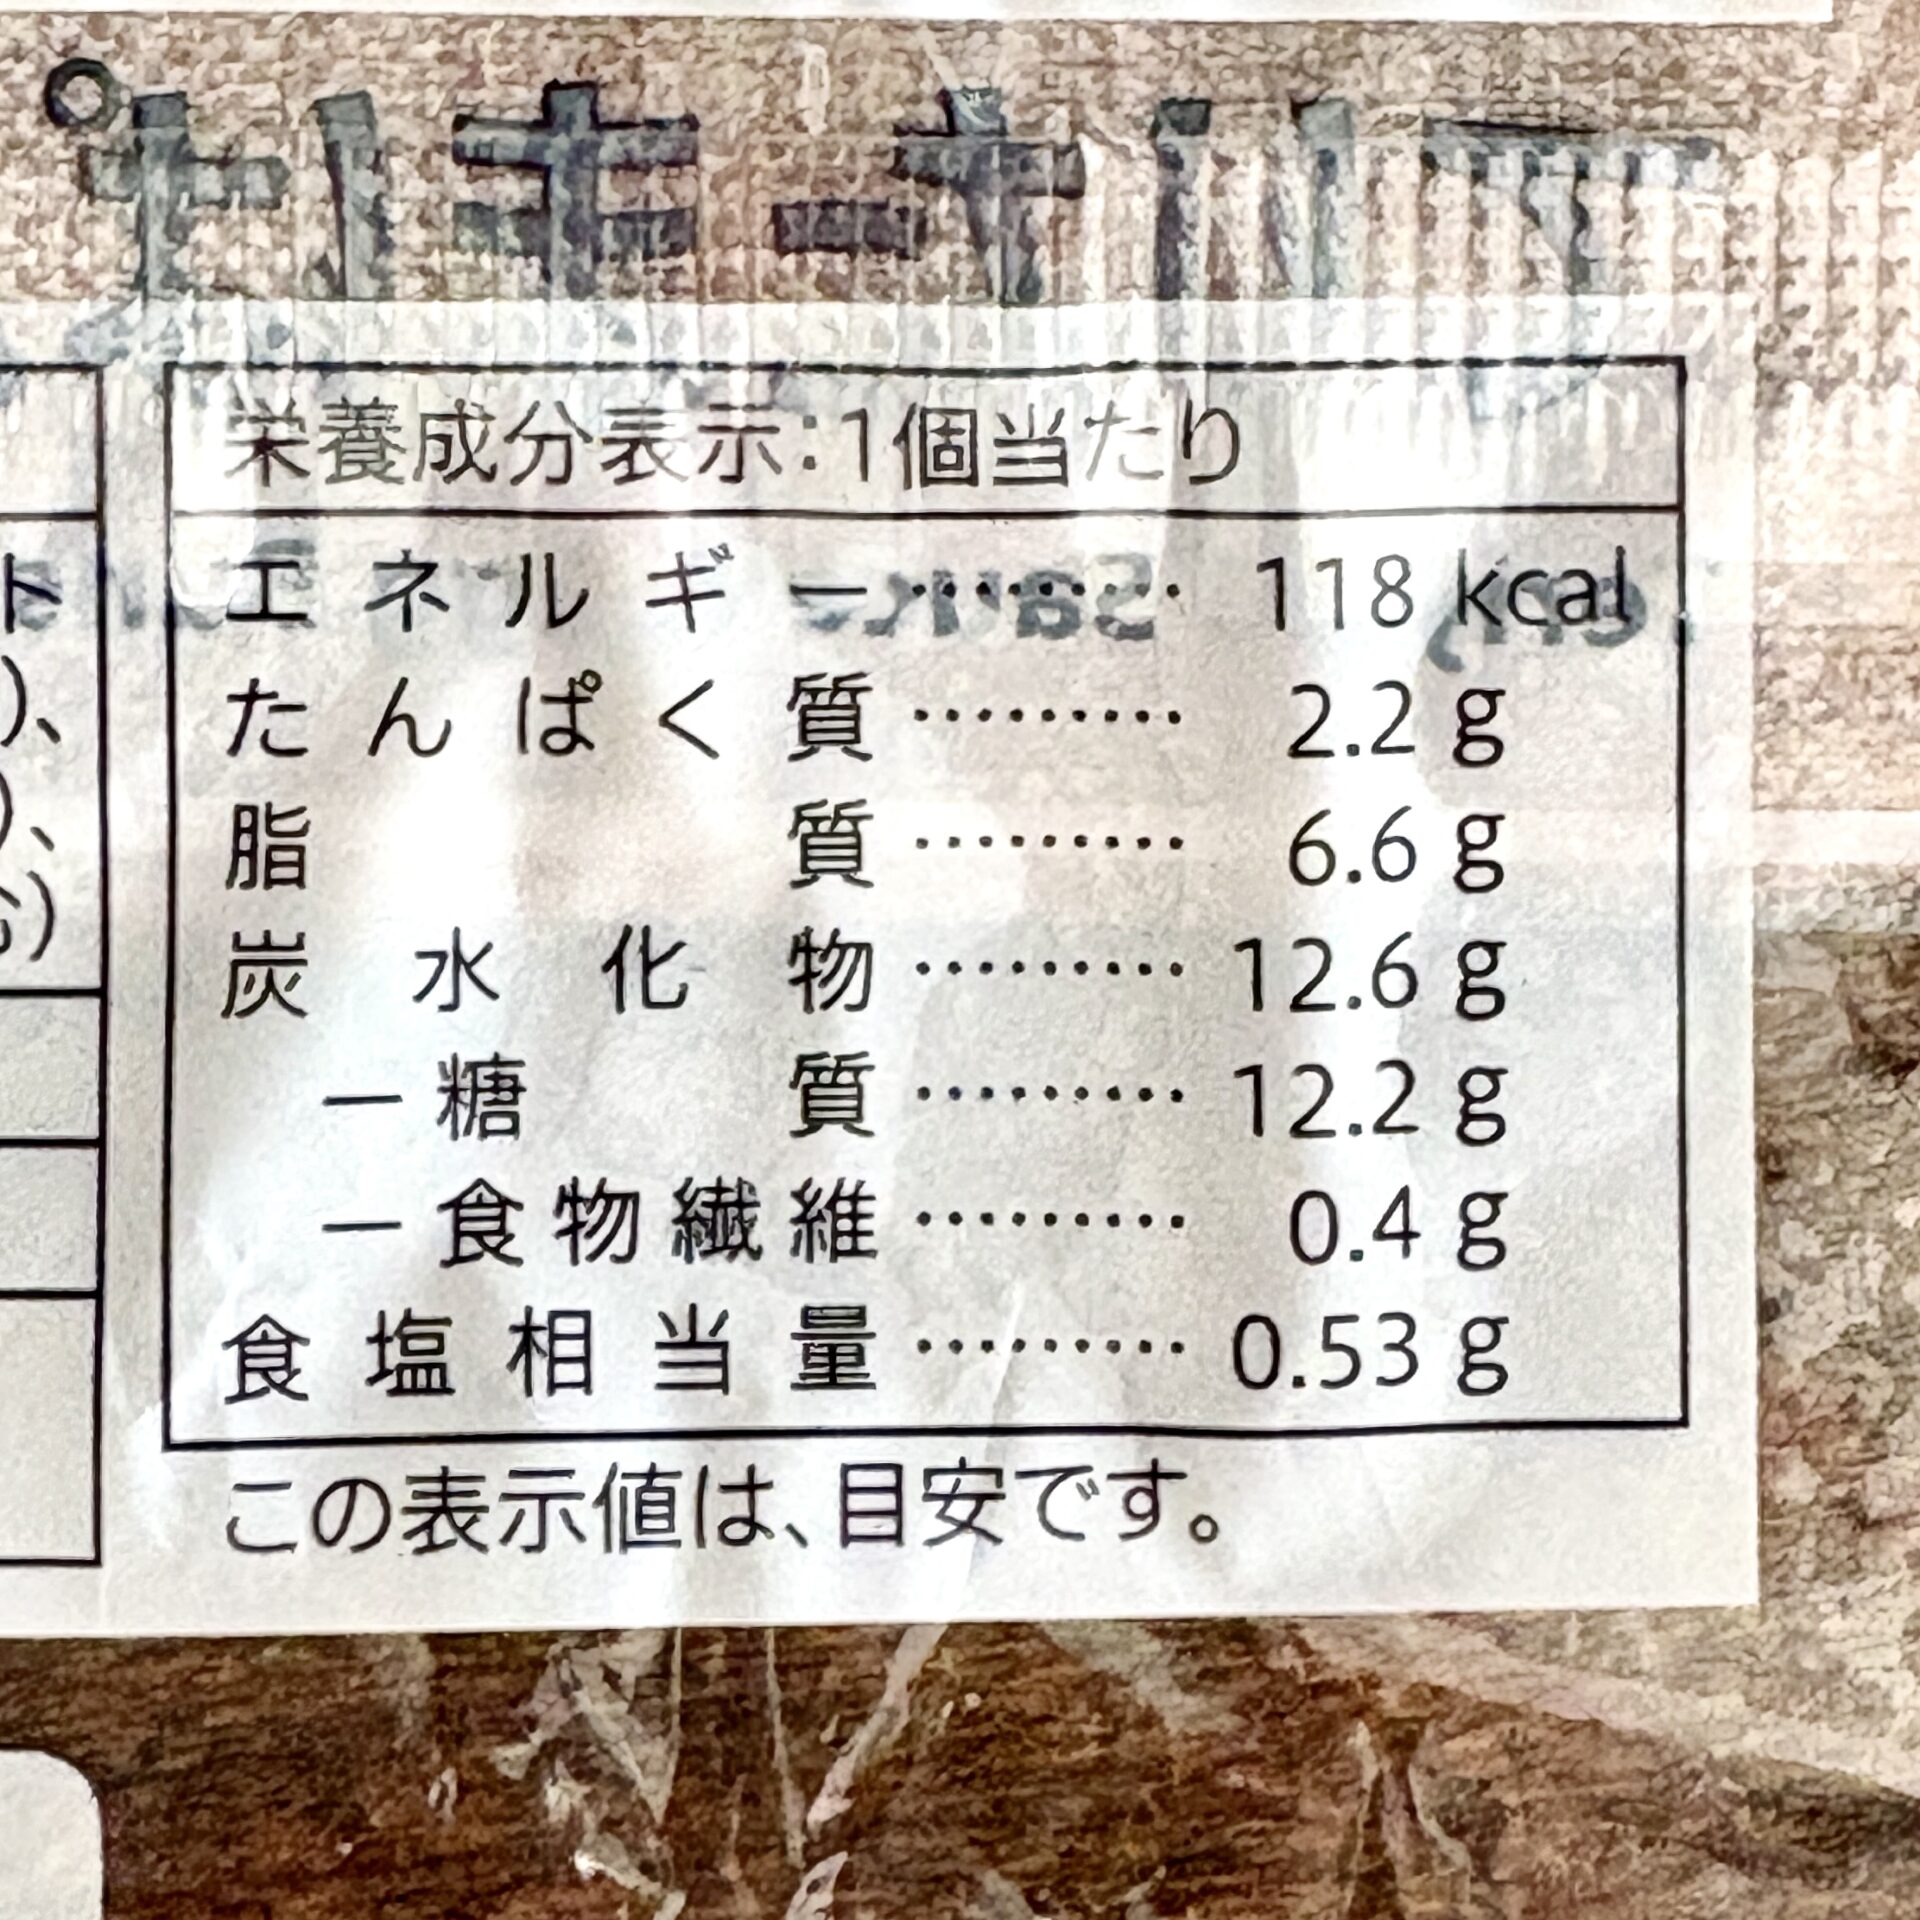 栄養成分表示:1個当たり
エネルギー········· 118 kcal
たんぱく質········· 2.2 g
脂質········· 6.6 g
炭水化物········· 12.6 g
ー糖質········· 12.2 g
ー食物繊維········· 0.4 g
食塩相当量········· 0.53 g
この表示値は、目安です。